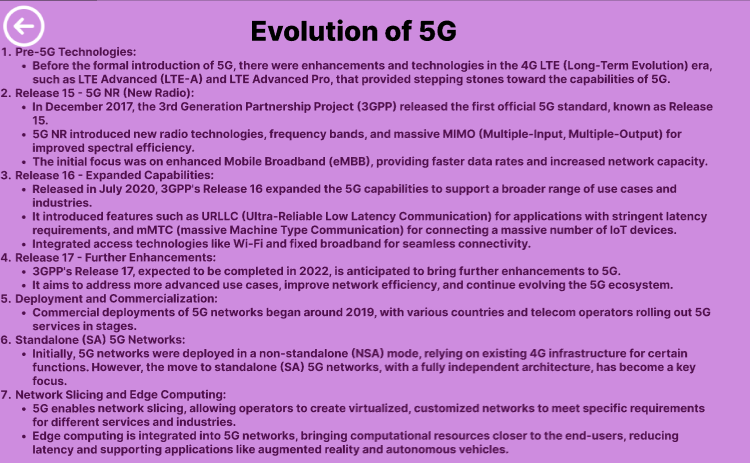 Evolution of 5G
1. Pre-5G Technologies:
• Before the formal introduction of 5G, there were enhancements and technologies in the 4G LTE (Long-Term Evolution) era,
such as LTE Advanced (LTE-A) and LTE Advanced Pro, that provided stepping stones toward the capabilities of 5G.
2. Release 15 - 5G NR (New Radio):
• In December 2017, the 3rd Generation Partnership Project (3GPP) released the first official 5G standard, known as Release
15.
• 5G NR introduced new radio technologies, frequency bands, and massive MIMO (Multiple-Input, Multiple-Output) for
improved spectral efficiency.
• The initial focus was on enhanced Mobile Broadband (eMBB), providing faster data rates and increased network capacity.
3. Release 16 - Expanded Capabilities:
• Released in July 2020, 3GPP's Release 16 expanded the 5G capabilities to support a broader range of use cases and
industries.
• It introduced features such as URLLC (Ultra-Reliable Low Latency Communication) for applications with stringent latency
requirements, and mMTC (massive Machine Type Communication) for connecting a massive number of IoT devices.
• Integrated access technologies like Wi-Fi and fixed broadband for seamless connectivity.
4. Release 17 - Further Enhancements:
• 3GPP's Release 17, expected to be completed in 2022, is anticipated to bring further enhancements to 5G.
• It aims to address more advanced use cases, improve network efficiency, and continue evolving the 5G ecosystem.
5. Deployment and Commercialization:
• Commercial deployments of 5G networks began around 2019, with various countries and telecom operators rolling out 5G
services in stages.
6. Standalone (SA) 5G Networks:
• Initially, 5G networks were deployed in a non-standalone (NSA) mode, relying on existing 4G infrastructure for certain
functions. However, the move to standalone (SA) 5G networks, with a fully independent architecture, has become a key
focus.
7. Network Slicing and Edge Computing:
• 5G enables network slicing, allowing operators to create virtualized, customized networks to meet specific requirements
for different services and industries.
• Edge computing is integrated into 5G networks, bringing computational resources closer to the end-users, reducing
latency and supporting applications like augmented reality and autonomous vehicles.